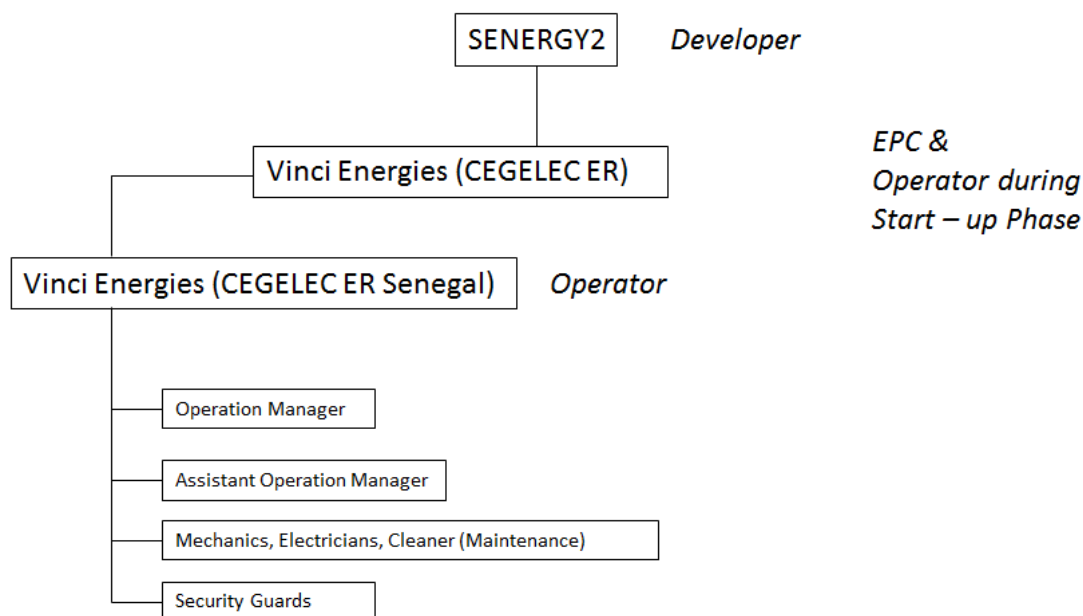 SENERGY2
Developer
Vinci Energies (CEGELEC ER)
EPC &
Operator during
Start – up Phase
Vinci Energies (CEGELEC ER Senegal)
Operator
Operation Manager
Assistant Operation Manager
Mechanics, Electricians, Cleaner (Maintenance)
Security Guards